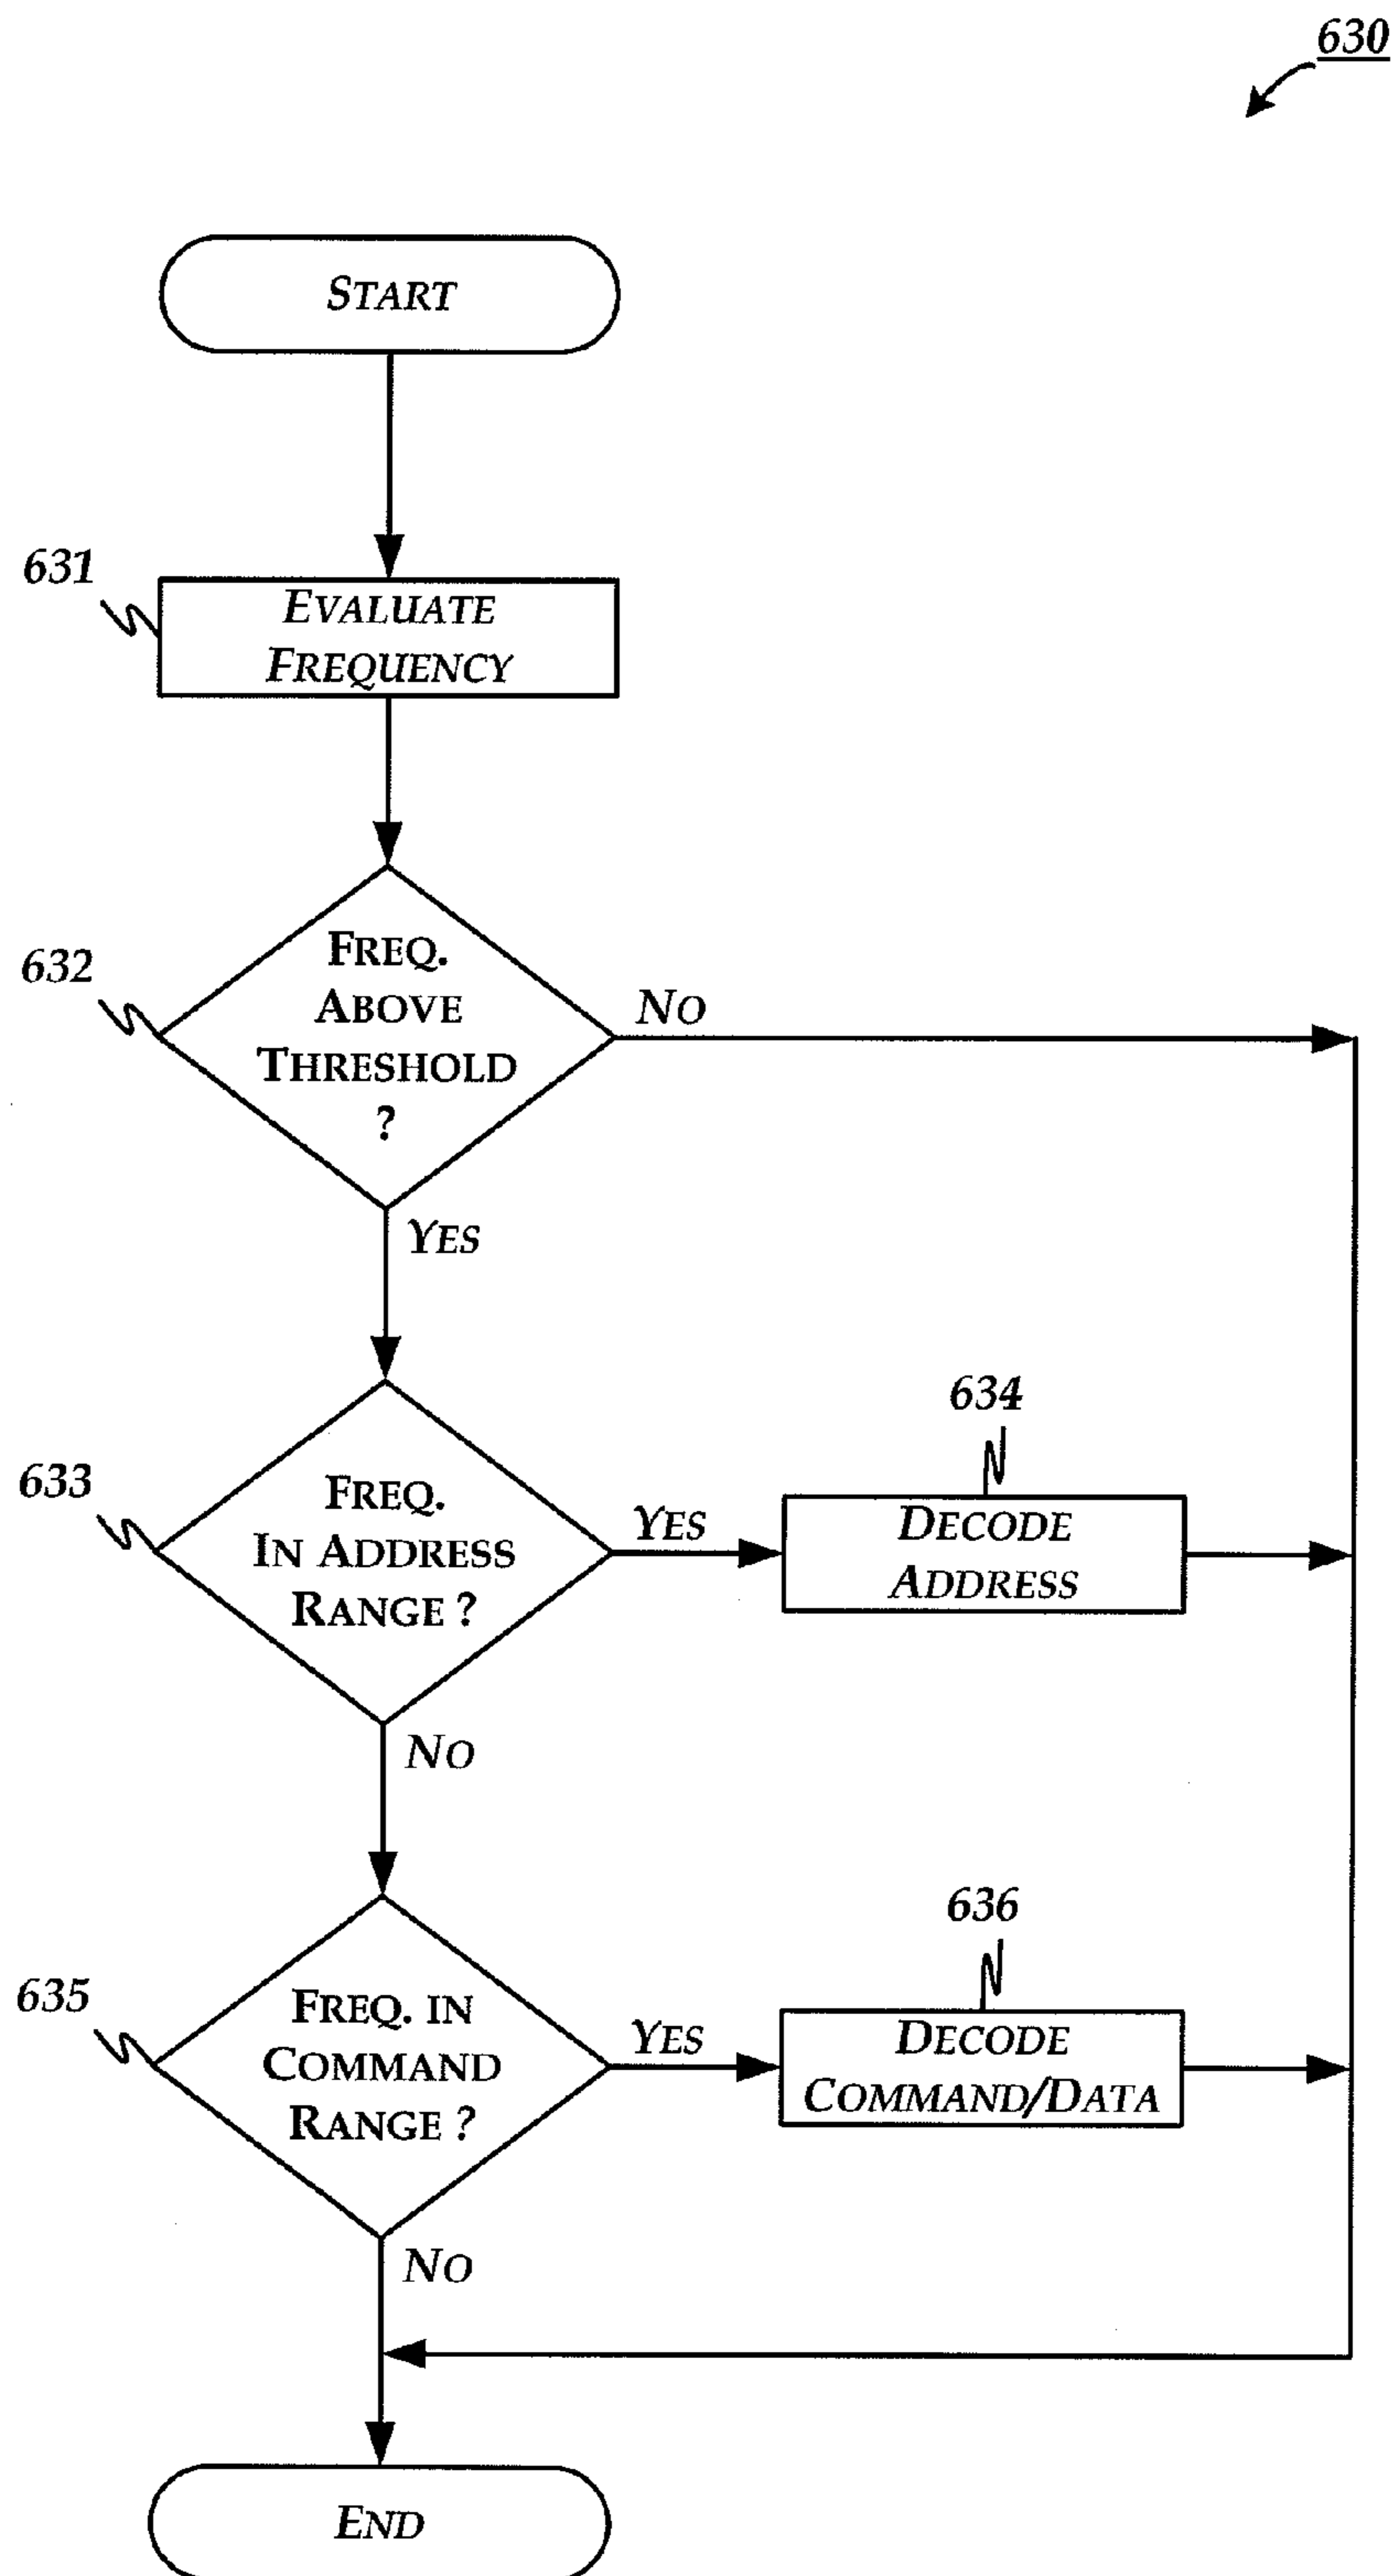 630
START
631
EVALUATE
FREQUENCY
632
FREQ.
ABOVE
THRESHOLD
?
NO
YES
633
FREQ.
IN ADDRESS
RANGE ?
YES
634
DECODE
ADDRESS
NO
635
FREQ. IN
COMMAND
RANGE ?
YES
636
DECODE
COMMAND/DATA
NO
END